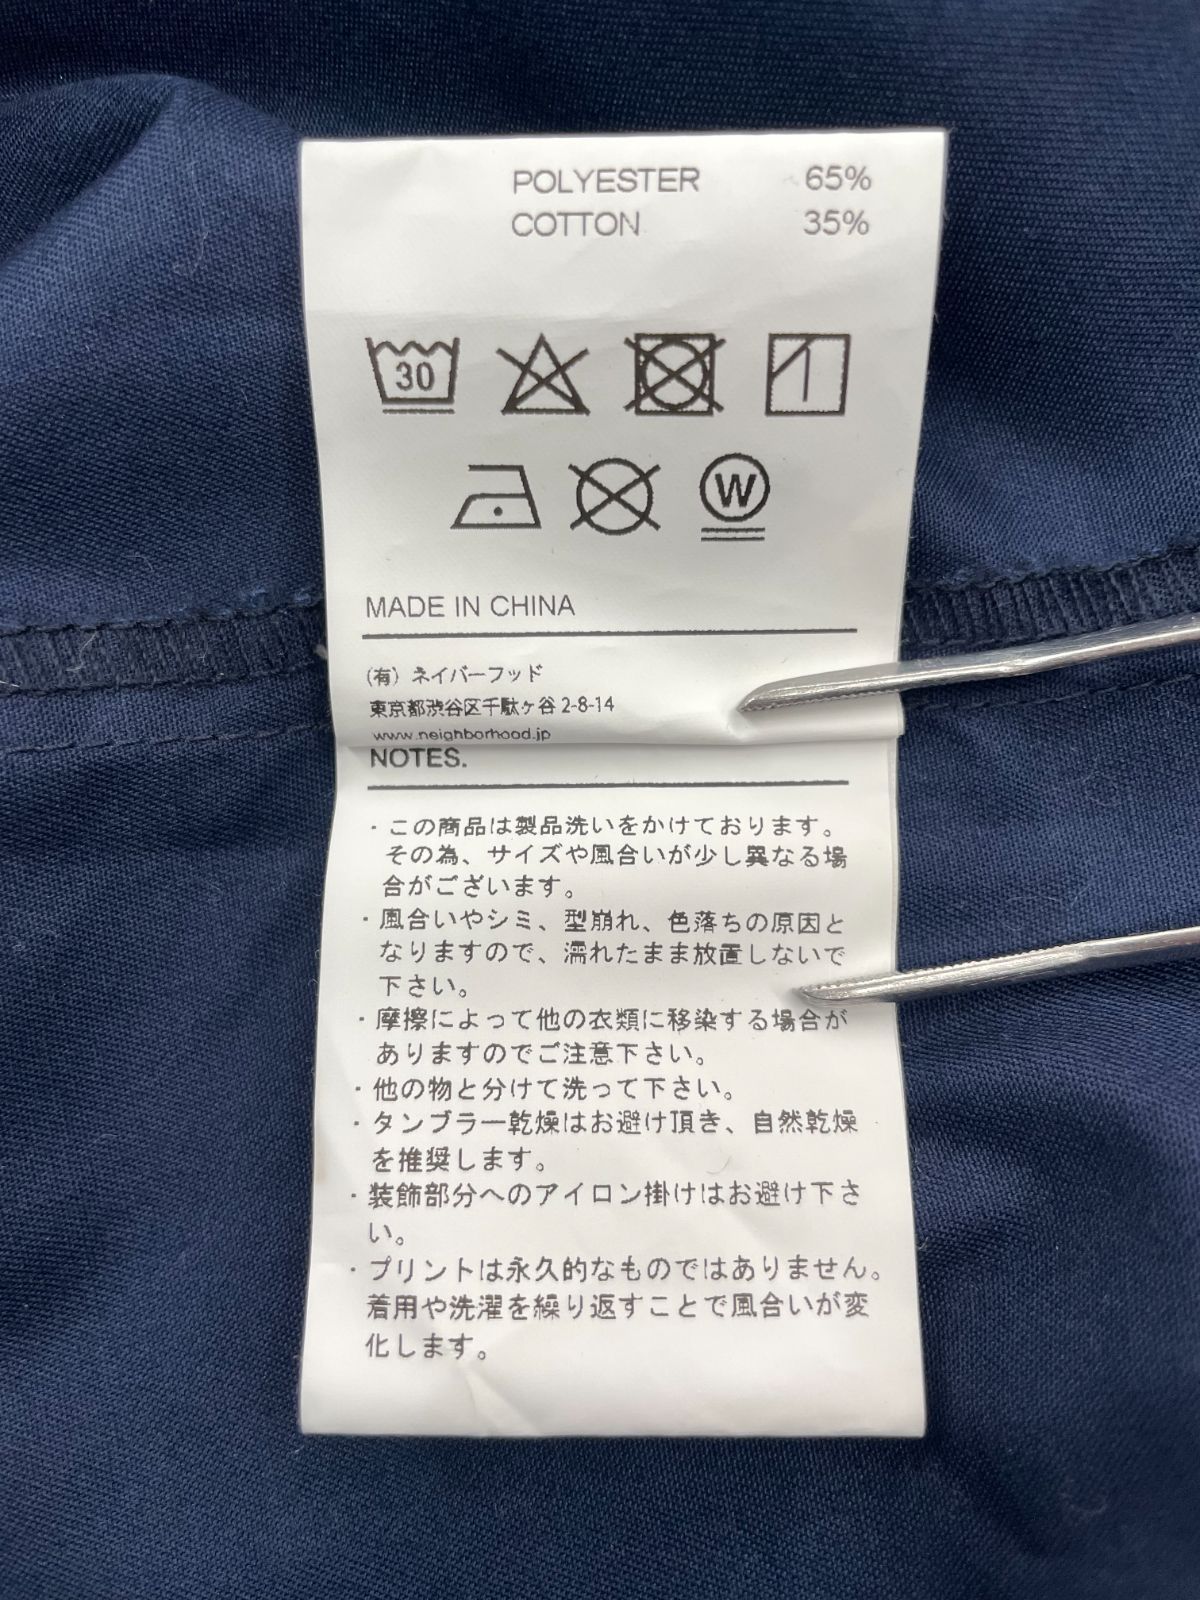 POLYESTER 65%
COTTON 35%
30
W
MADE IN CHINA
(有) ネイバーフッド
東京都渋谷区千駄ヶ谷 2-8-14
www.neighborhood.jp
NOTES.
・この商品は製品洗いをかけております。
その為、サイズや風合いが少し異なる場
合がございます。
・風合いやシミ、型崩れ、色落ちの原因と
なりますので、濡れたまま放置しないで
下さい。
・摩擦によって他の衣類に移染する場合が
ありますのでご注意下さい。
・他の物と分けて洗って下さい。
・タンブラー乾燥はお避け頂き、自然乾燥
を推奨します。
・装飾部分へのアイロン掛けはお避け下さ
い。
・プリントは永久的なものではありません。
着用や洗濯を繰り返すことで風合いが変
化します。